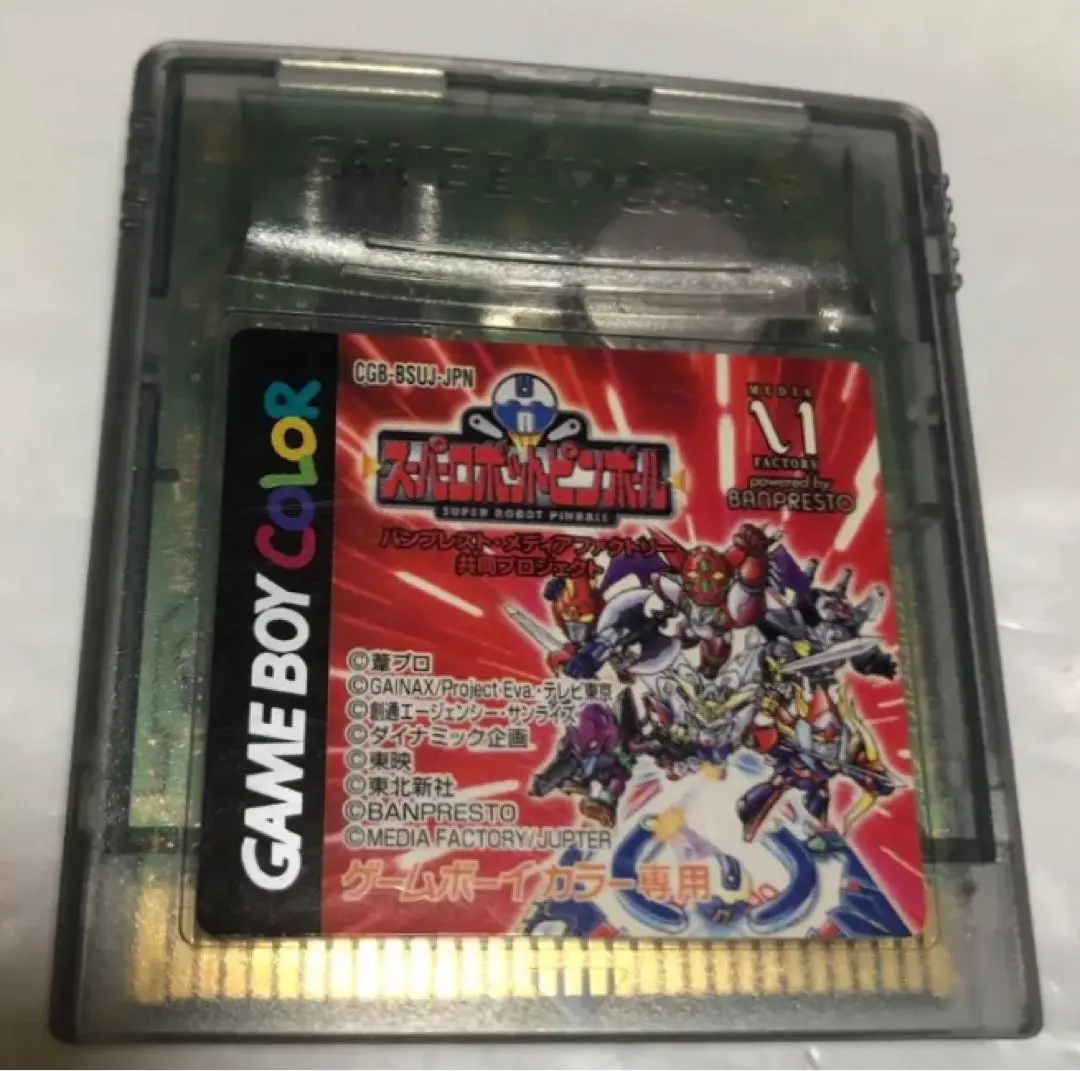 GAME BOY COLOR
GAME BOY COLOR
CGB-BSUJ-JPN
スーパーロボットピンボール
SUPER ROBOT PINBALL
バンプレスト・メディアファクトリー
共同プロジェクト
MEDIA
FACTORY
powered by
BANPRESTO
©葦プロ
©GAINAX/Project Eva.・テレビ東京
©創通エージェンシー・サンライズ
©ダイナミック企画
©東映
©東北新社
©BANPRESTO
©MEDIA FACTORY/JUPTER
ゲームボーイ カラー専用